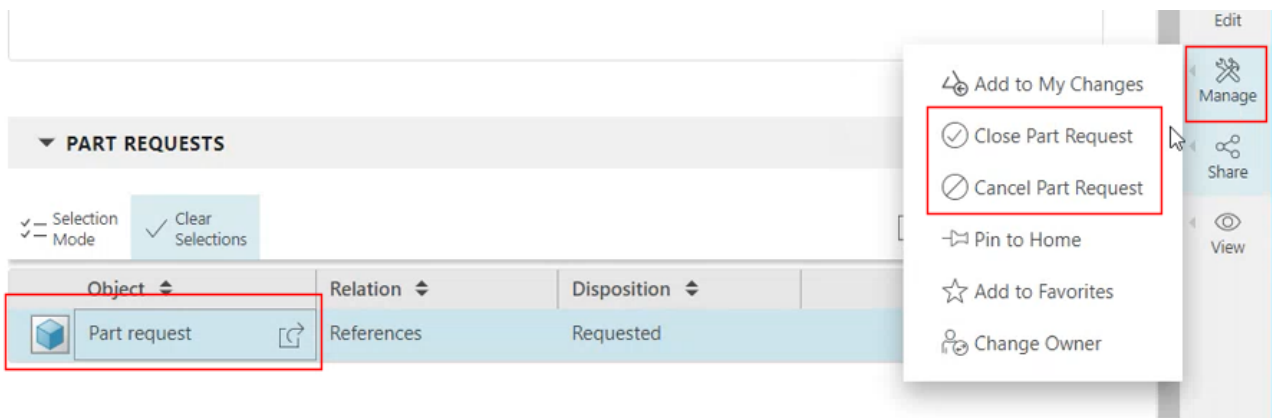 Edit
Manage
Share
View
Add to My Changes
Close Part Request
Cancel Part Request
Pin to Home
Add to Favorites
Change Owner
PART REQUESTS
Selection
Mode
Clear
Selections
Object Relation Disposition
Part request References Requested